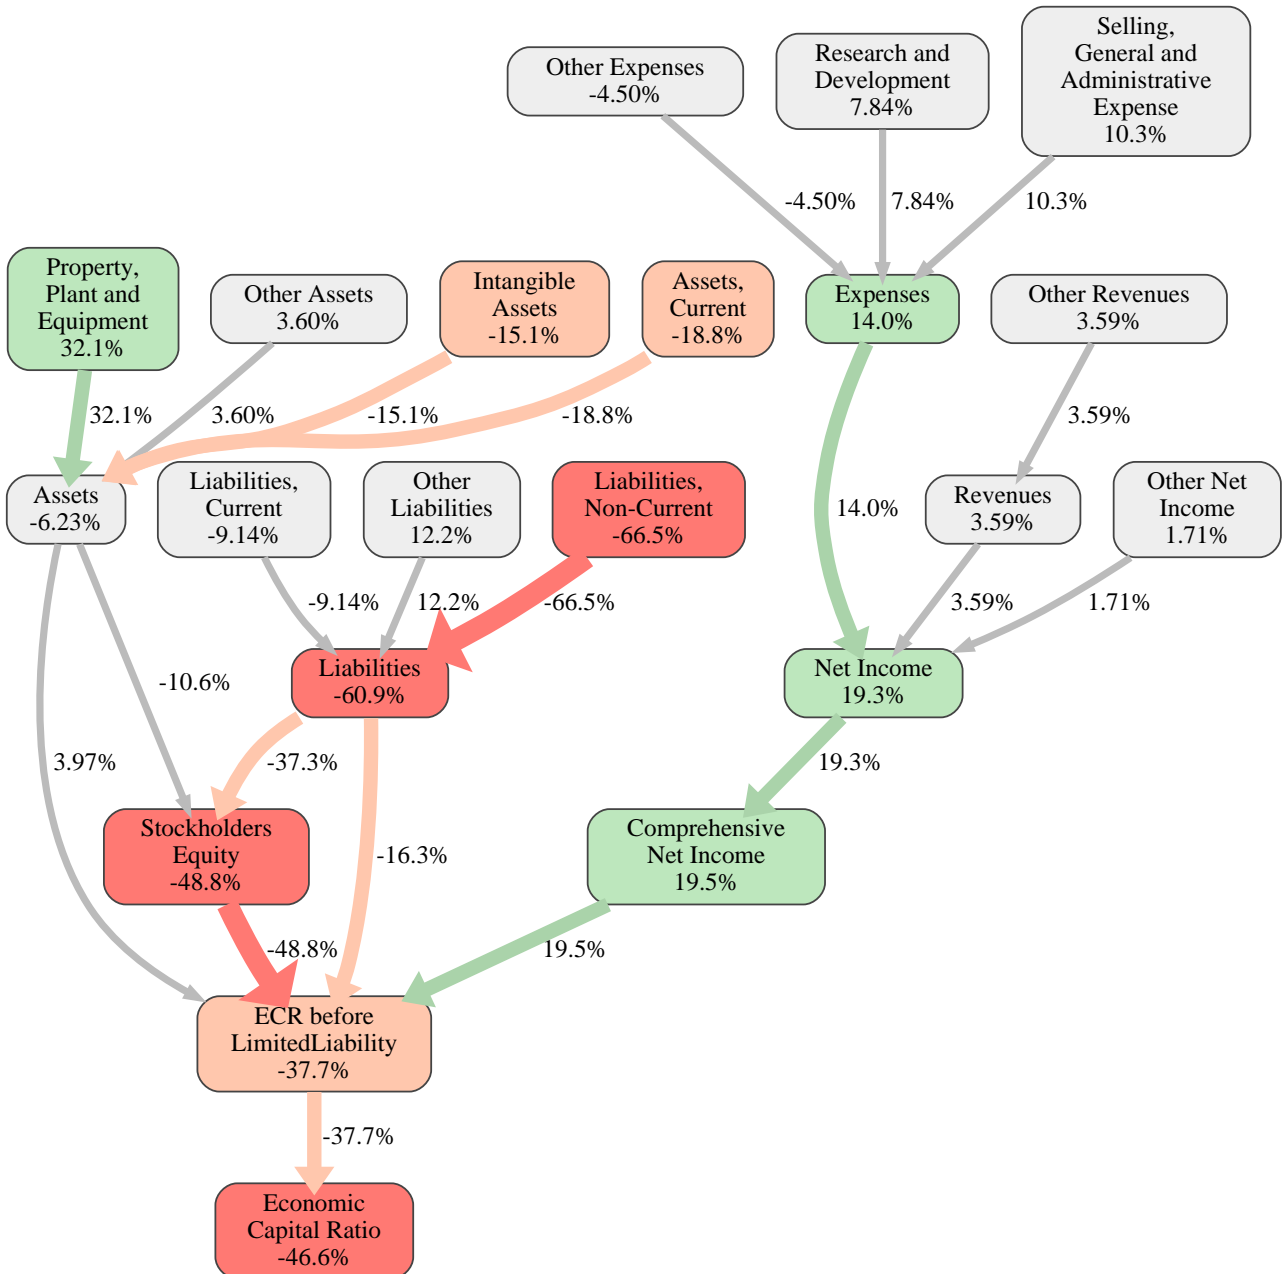 Selling,
General and
Administrative
Expense
10.3%
Research and
Development
7.84%
Other Expenses
-4.50%
-4.50%
7.84%
10.3%
Property,
Plant and
Equipment
32.1%
Other Assets
3.60%
Intangible
Assets
-15.1%
Assets,
Current
-18.8%
Expenses
14.0%
Other Revenues
3.59%
32.1%
3.60%
-15.1%
-18.8%
3.59%
Assets
-6.23%
Liabilities,
Current
-9.14%
Other
Liabilities
12.2%
Liabilities,
Non-Current
-66.5%
14.0%
Revenues
3.59%
Other Net
Income
1.71%
-9.14%
12.2%
-66.5%
3.59%
1.71%
Liabilities
-60.9%
Net Income
19.3%
-10.6%
3.97%
-37.3%
19.3%
Stockholders
Equity
-48.8%
-16.3%
Comprehensive
Net Income
19.5%
-48.8%
19.5%
ECR before
LimitedLiability
-37.7%
-37.7%
Economic
Capital Ratio
-46.6%